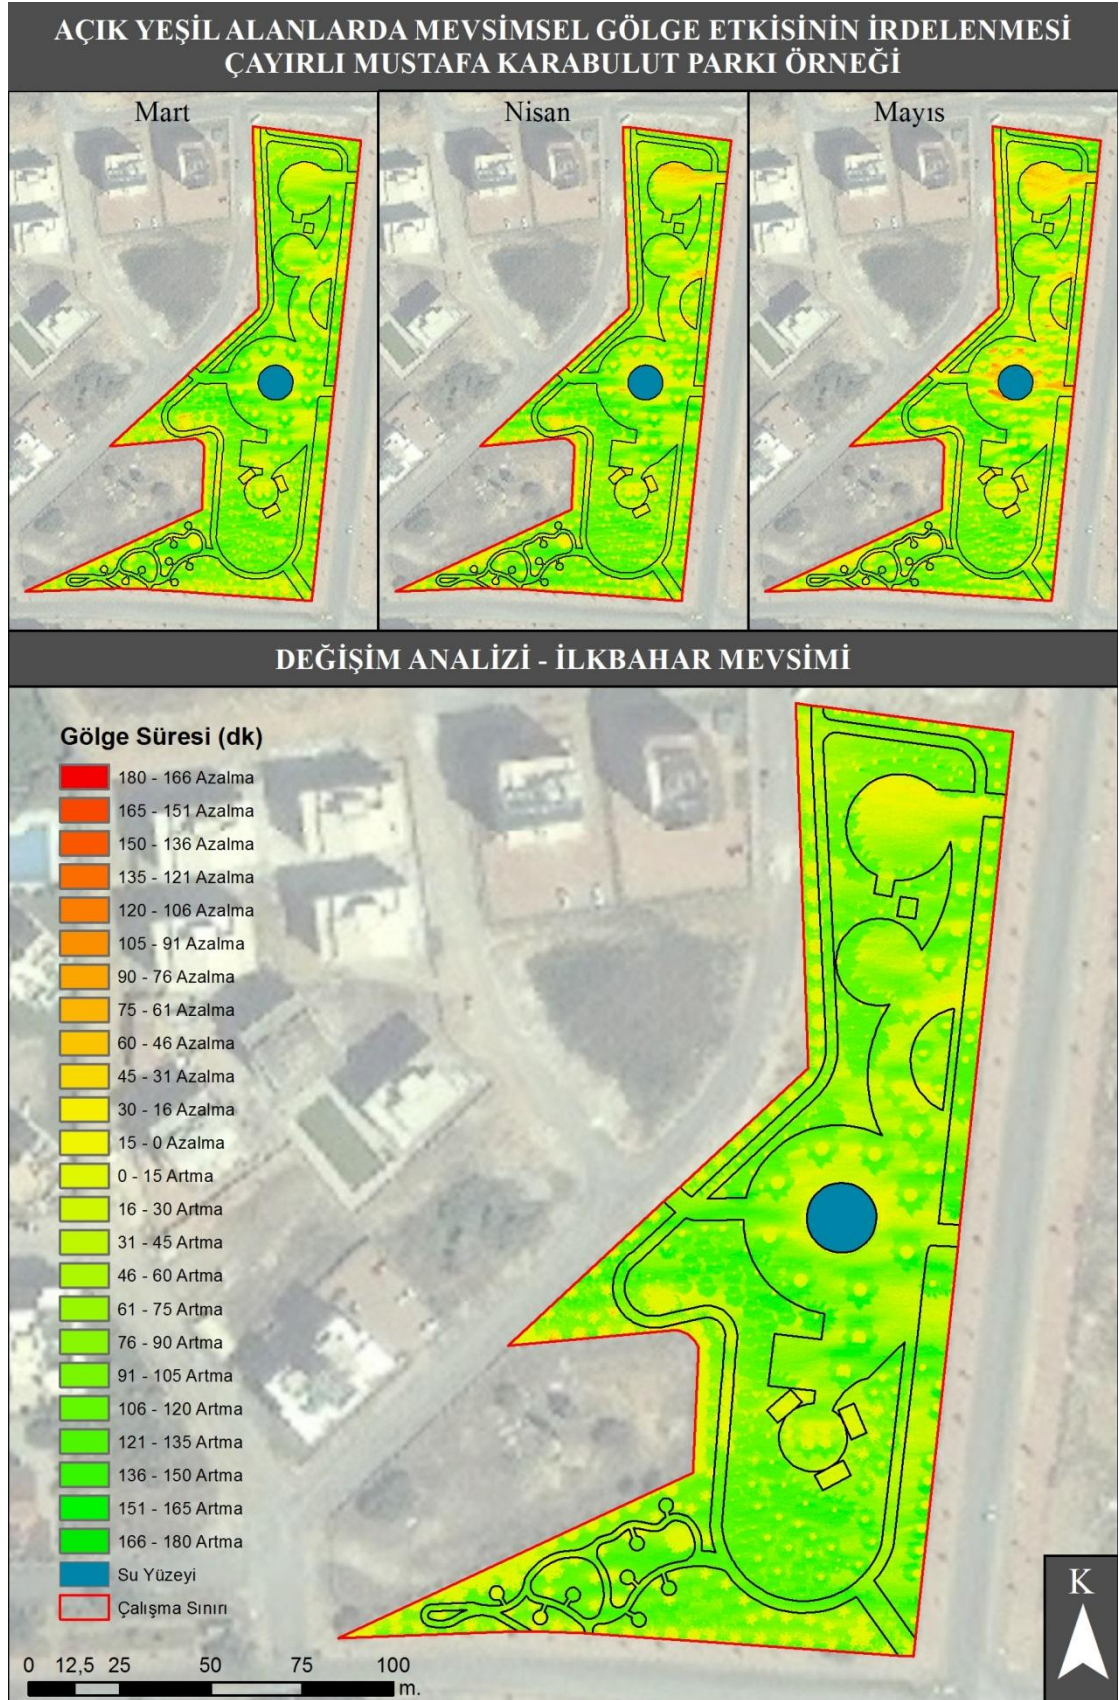 AÇIK YEŞİL ALANLARDA MEVSİMSEL GÖLGE ETKİSİNİN İRDELENMESİ
ÇAYIRLI MUSTAFA KARABULUT PARKI ÖRNEĞİ
Mart
Nisan
Mayıs
DEĞİŞİM ANALİZİ - İLKBAHAR MEVSİMİ
Gölge Süresi (dk)
180 - 166 Azalma
165 - 151 Azalma
150 - 136 Azalma
135 - 121 Azalma
120 - 106 Azalma
105 - 91 Azalma
90 - 76 Azalma
75 - 61 Azalma
60 - 46 Azalma
45 - 31 Azalma
30 - 16 Azalma
15 - 0 Azalma
0 - 15 Artma
16 - 30 Artma
31 - 45 Artma
46 - 60 Artma
61 - 75 Artma
76 - 90 Artma
91 - 105 Artma
106 - 120 Artma
121 - 135 Artma
136 - 150 Artma
151 - 165 Artma
166 - 180 Artma
Su Yüzeyi
Çalışma Sınırı
K
0 12,5 25 50 75 100
m.